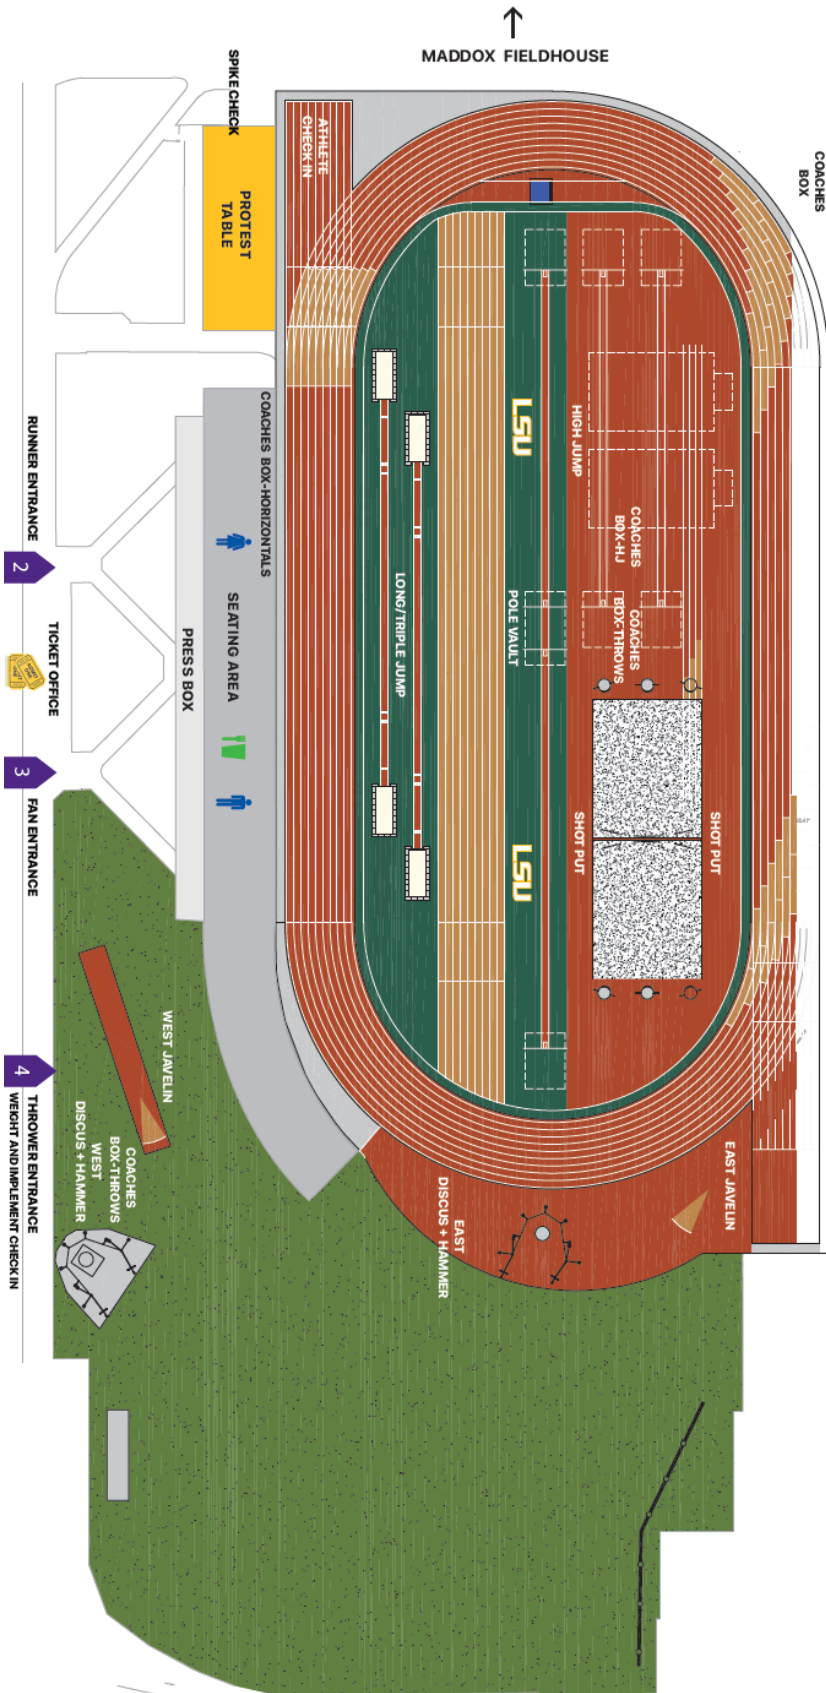 MADDOX FIELDHOUSE
COACHES
BOX
SPIKE CHECK
ATHLETE
CHECK IN
PROTEST
TABLE
COACHES BOX-HORIZONTALS
LSU
HIGH JUMP
COACHES
BOX-HJ
COACHES
BOX-THROWS
POLE VAULT
LONG/TRIPLE JUMP
SEATING AREA
PRESS BOX
RUNNER ENTRANCE
2
TICKET OFFICE
3
FAN ENTRANCE
SHOT PUT
SHOT PUT
LSU
WEST JAVELIN
4
THROWER ENTRANCE
WEIGHT AND IMPLEMENT CHECK IN
COACHES
BOX-THROWS
WEST
DISCUS + HAMMER
EAST
DISCUS + HAMMER
EAST JAVELIN